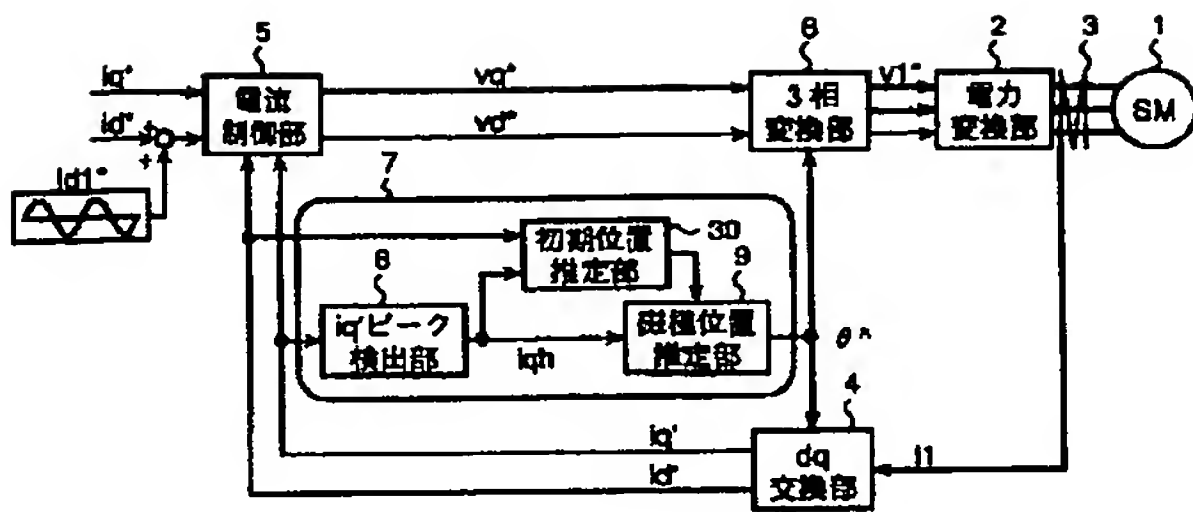 5
6
2
3
1
iq*
id*
+
+
Id1*
電流
制御部
vq*
vd*
3相
変換部
v1*
電力
変換部
SM
7
初期位置
推定部
30
8
iq'ピーク
検出部
iqh
9
磁極位置
推定部
θ^
4
iq'
id'
dq
交換部
i1